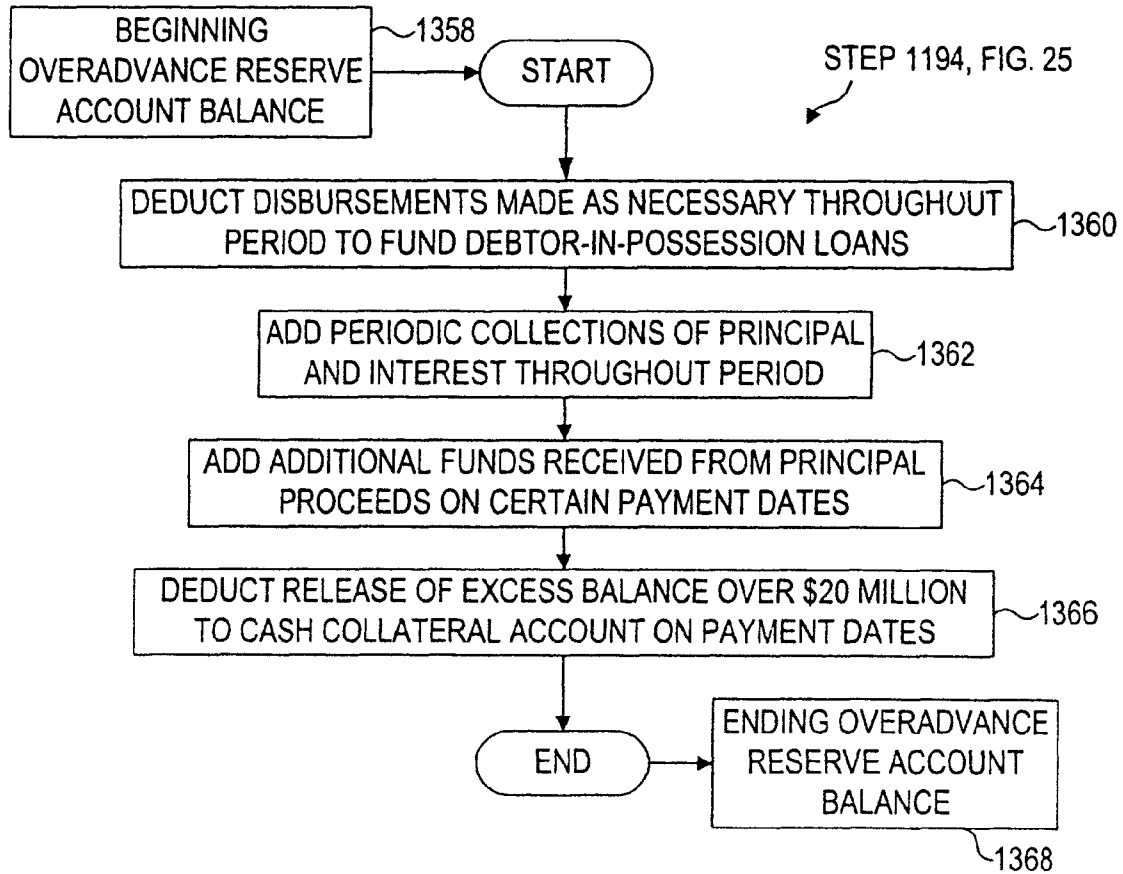 BEGINNING
OVERADVANCE RESERVE
ACCOUNT BALANCE
1358
START
STEP 1194, FIG. 25
DEDUCT DISBURSEMENTS MADE AS NECESSARY THROUGHOUT
PERIOD TO FUND DEBTOR-IN-POSSESSION LOANS
1360
ADD PERIODIC COLLECTIONS OF PRINCIPAL
AND INTEREST THROUGHOUT PERIOD
1362
ADD ADDITIONAL FUNDS RECEIVED FROM PRINCIPAL
PROCEEDS ON CERTAIN PAYMENT DATES
1364
DEDUCT RELEASE OF EXCESS BALANCE OVER $20 MILLION
TO CASH COLLATERAL ACCOUNT ON PAYMENT DATES
1366
END
ENDING OVERADVANCE
RESERVE ACCOUNT
BALANCE
1368